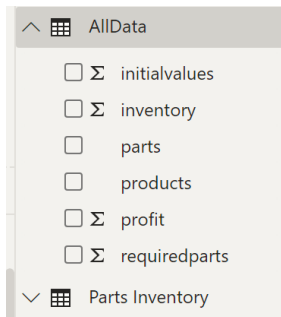 AllData
Σ initialvalues
Σ inventory
parts
products
Σ profit
Σ requiredparts
Parts Inventory